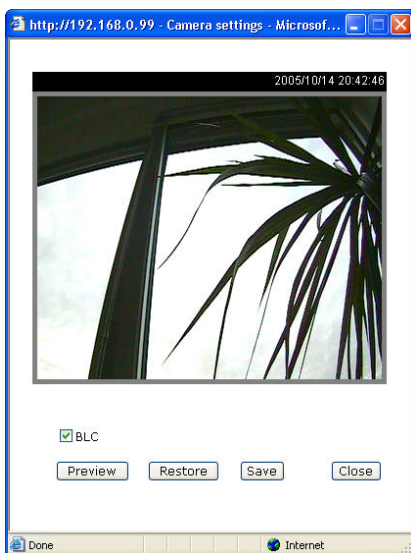 http://192.168.0.99 - Camera settings - Microsof...
2005/10/14 20:42:46
BLC
Preview Restore Save Close
Done Internet